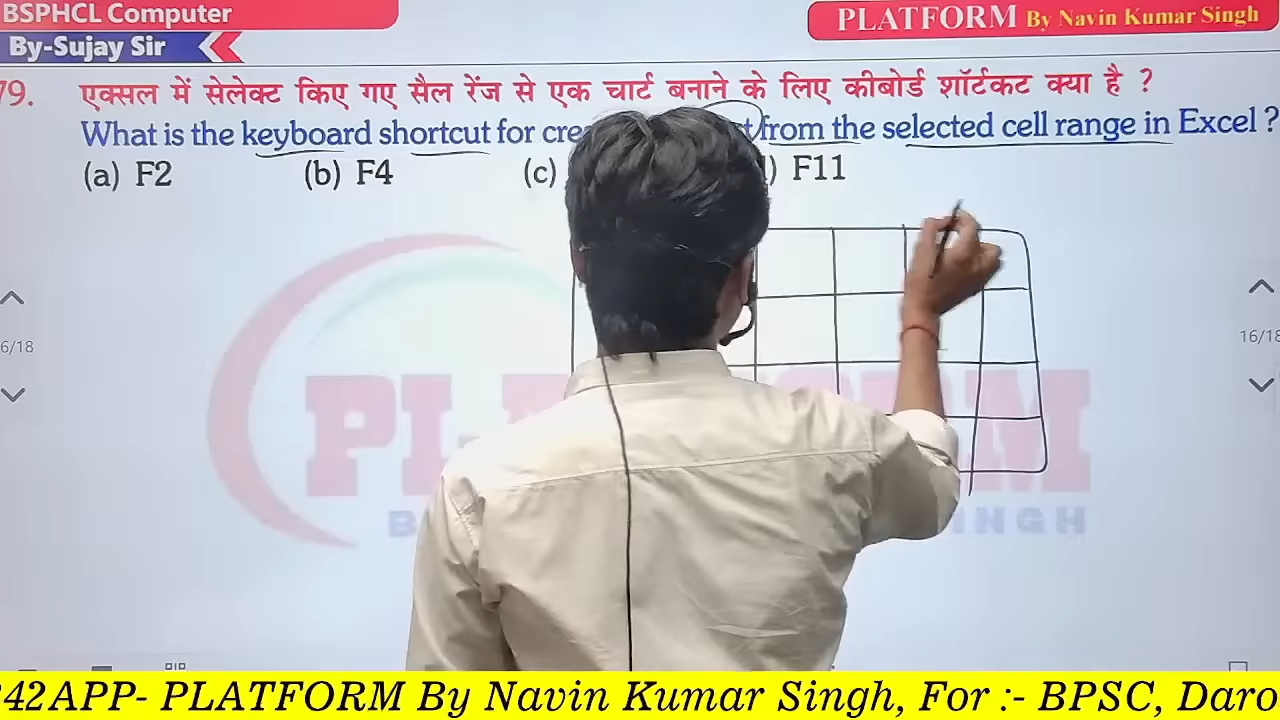 BSPHCL Computer
By-Sujay Sir
PLATFORM By Navin Kumar Singh
79. एक्सल में सेलेक्ट किए गए सैल रेंज से एक चार्ट बनाने के लिए कीबोर्ड शॉर्टकट क्या है ?
What is the keyboard shortcut for from the selected cell range in Excel ?
(a) F2 (b) F4 (c) F11
6/18
16/18
42APP- PLATFORM By Navin Kumar Singh, For :- BPSC, Daro